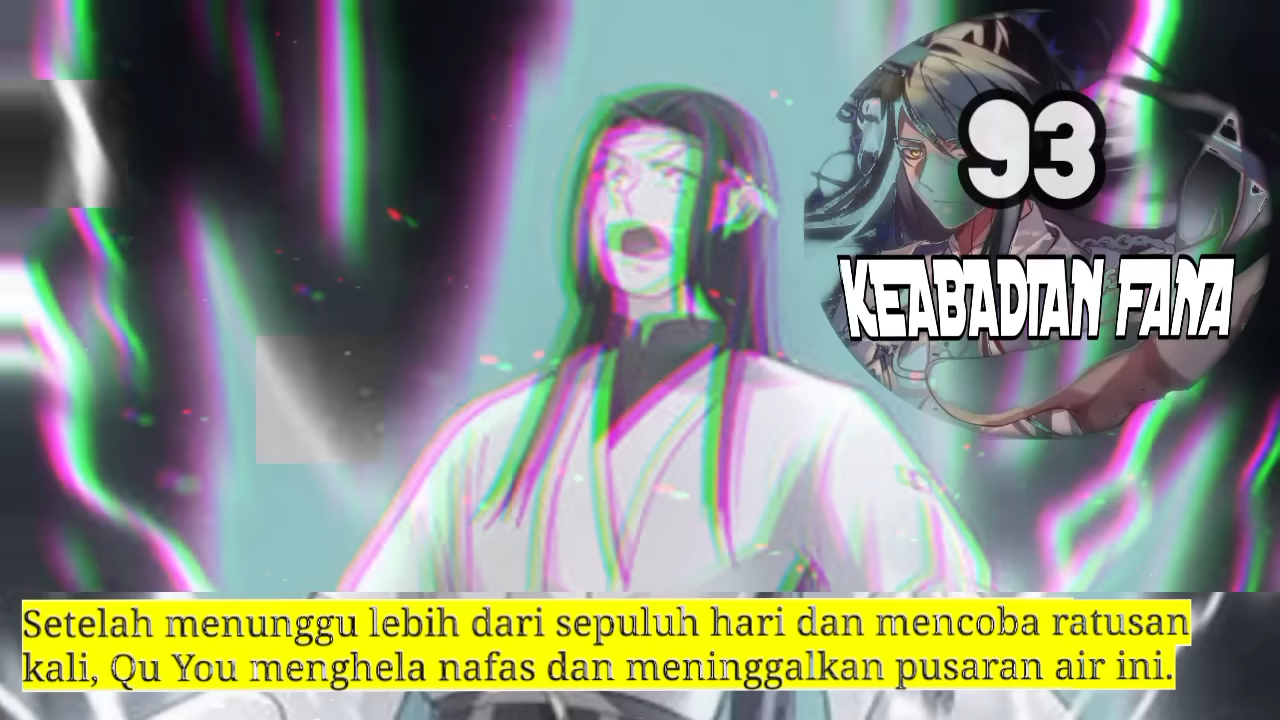 93
KEABADIAN FANA
Setelah menunggu lebih dari sepuluh hari dan mencoba ratusan
kali, Qu You menghela nafas dan meninggalkan pusaran air ini.